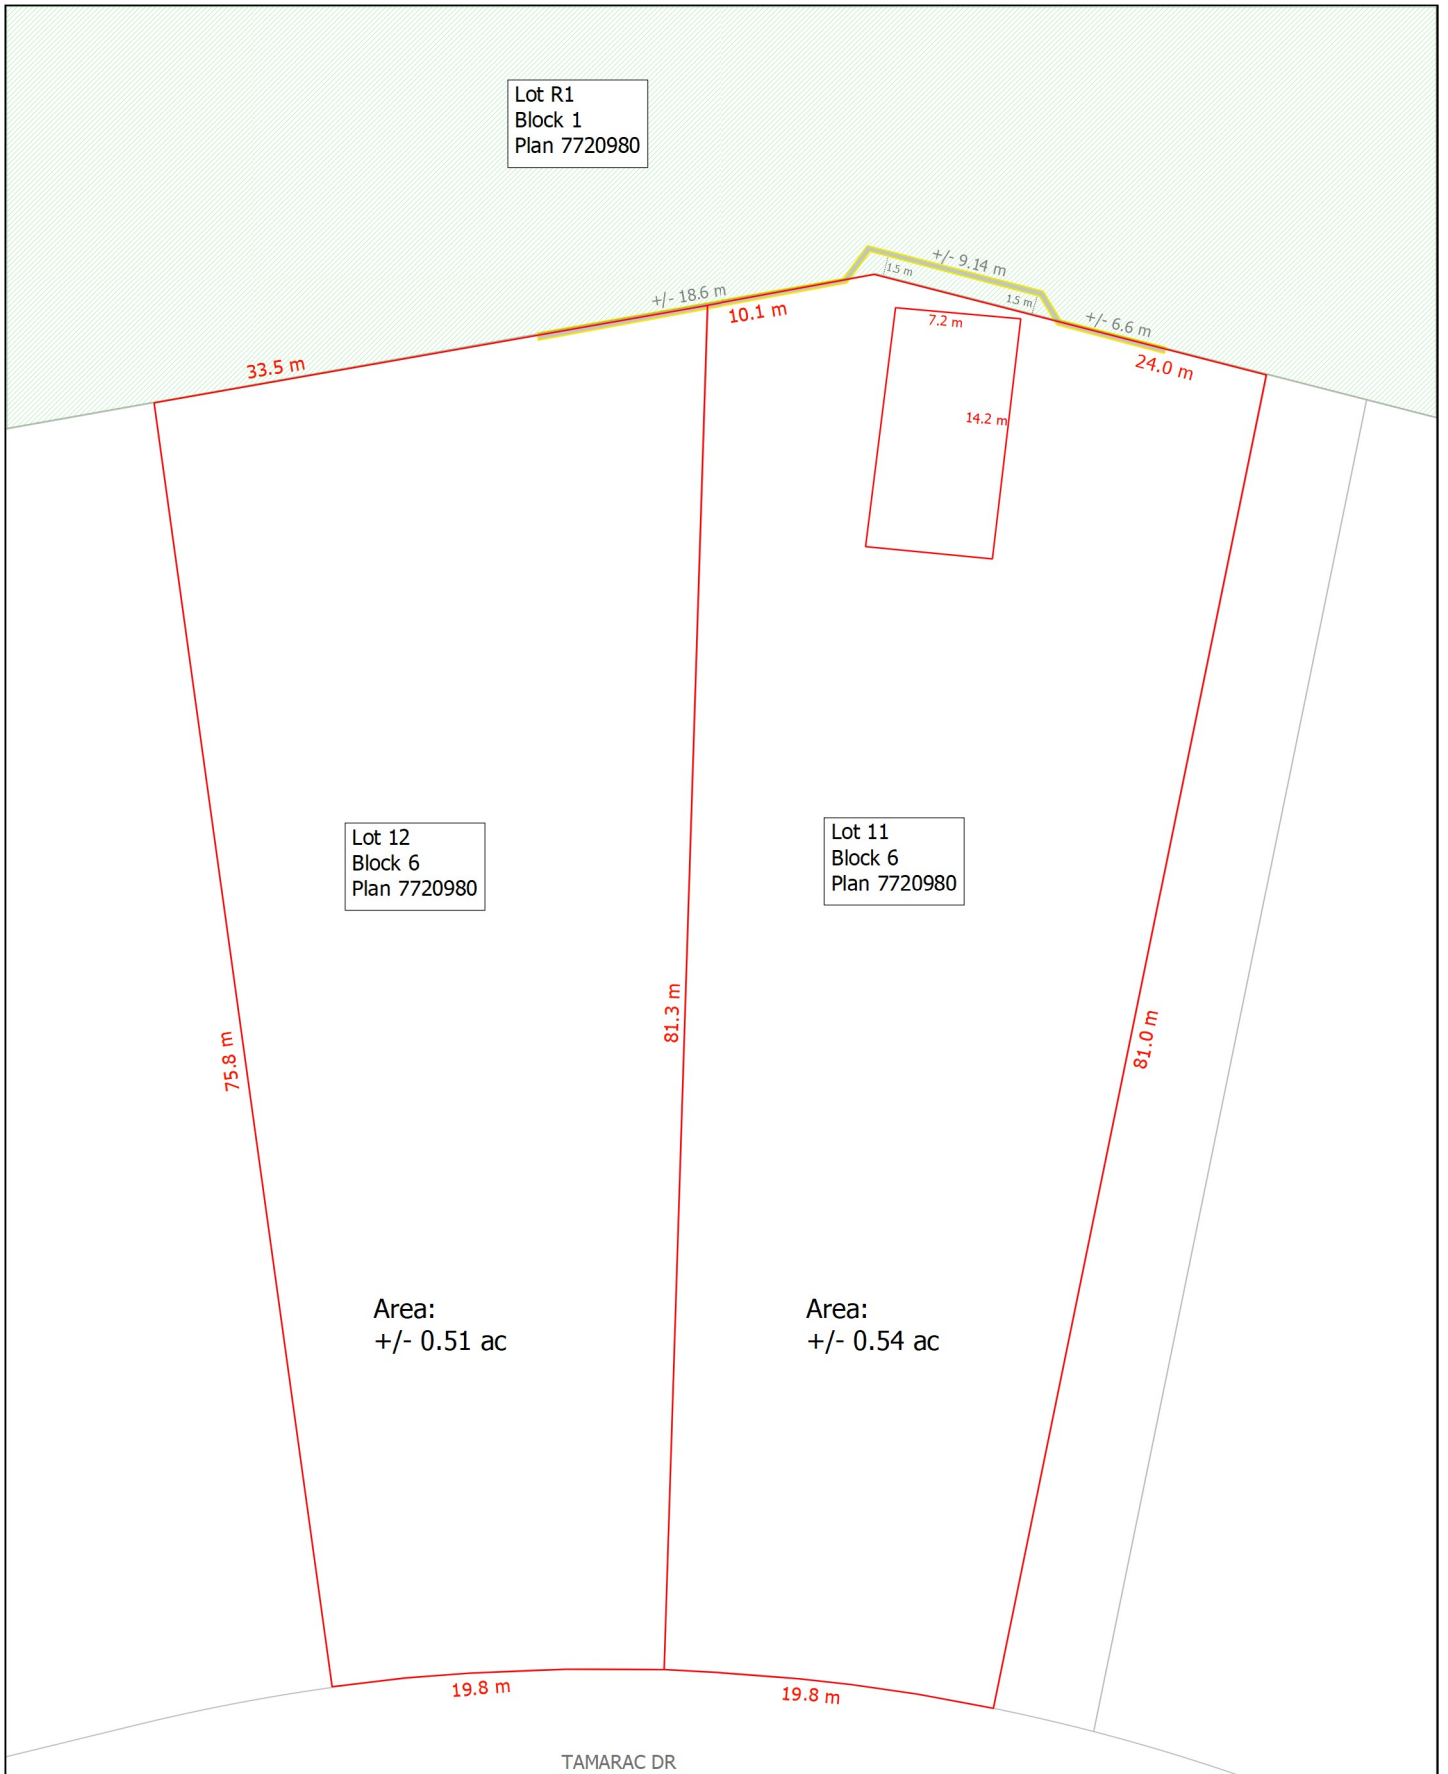 Lot R1
Block 1
Plan 7720980
+/- 9.14 m
1.5 m
1.5 m
+/- 18.6 m
10.1 m
+/- 6.6 m
7.2 m
33.5 m
24.0 m
14.2 m
Lot 12
Block 6
Plan 7720980
Lot 11
Block 6
Plan 7720980
81.3 m
75.8 m
81.0 m
Area:
+/- 0.51 ac
Area:
+/- 0.54 ac
19.8 m
19.8 m
TAMARAC DR